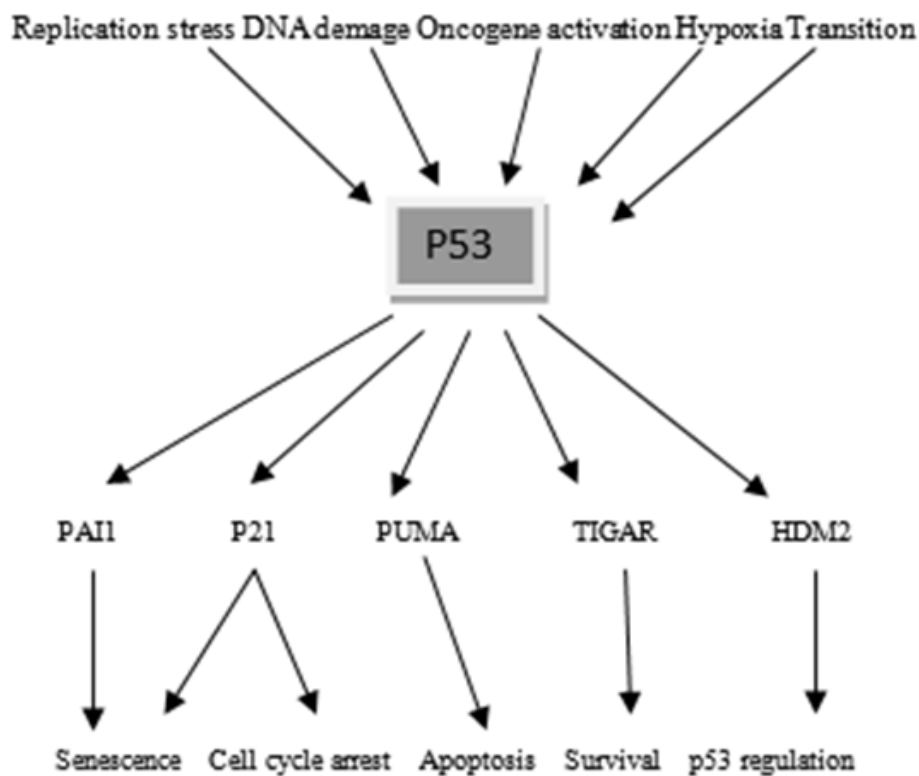 Replication stress DNA demage Oncogene activation Hypoxia Transition
P53
PAI1 P21 PUMA TIGAR HDM2
Senescence Cell cycle arrest Apoptosis Survival p53 regulation